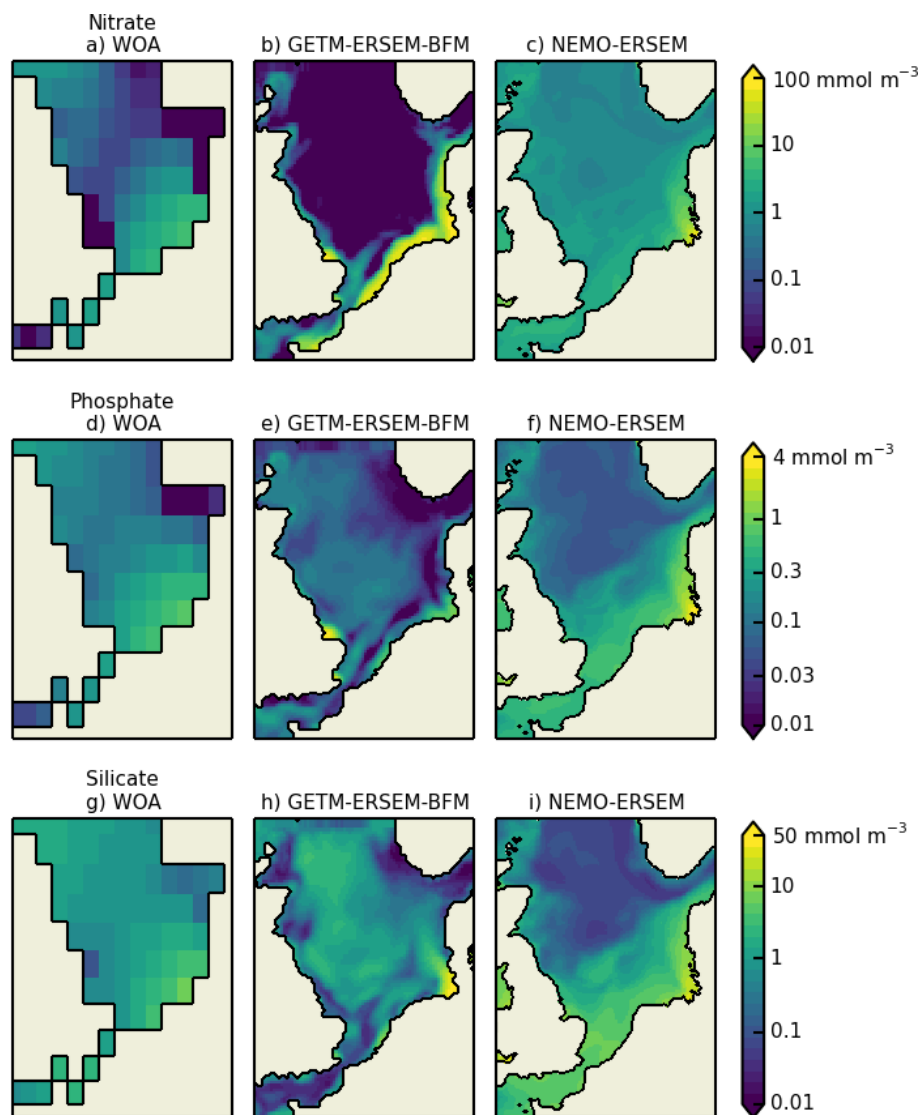 Nitrate
a) WOA
b) GETM-ERSEM-BFM
c) NEMO-ERSEM
100 mmol m⁻³
10
1
0.1
0.01
Phosphate
d) WOA
e) GETM-ERSEM-BFM
f) NEMO-ERSEM
4 mmol m⁻³
1
0.3
0.1
0.03
0.01
Silicate
g) WOA
h) GETM-ERSEM-BFM
i) NEMO-ERSEM
50 mmol m⁻³
10
1
0.1
0.01